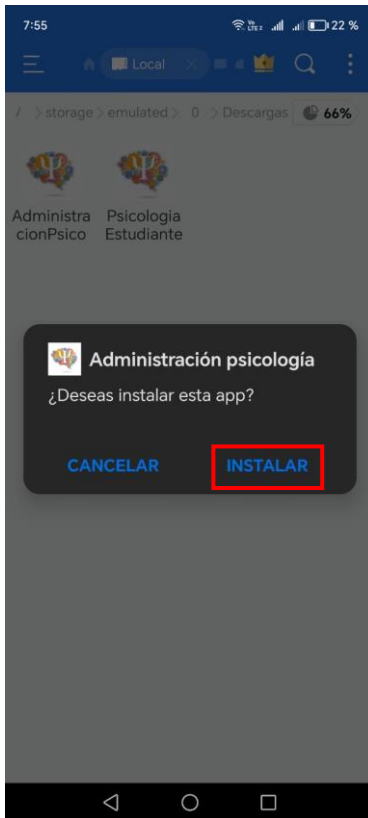 7:55 22 %
Local
/ > storage > emulated > 0 > Descargas 66%
Administra
cionPsico
Psicologia
Estudiante
Administración psicología
¿Deseas instalar esta app?
CANCELAR INSTALAR